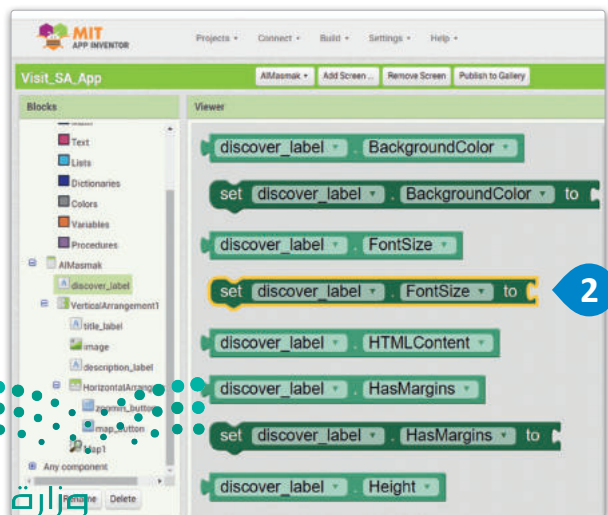 MIT
APP INVENTOR
Projects
Connect
Build
Settings
Help
Visit_SA_App
AlMasmak
Add Screen ...
Remove Screen
Publish to Gallery
Blocks
Viewer
Text
Lists
Dictionaries
Colors
Variables
Procedures
AlMasmak
discover_label
VerticalArrangement1
title_label
image
description_label
HorizontalArrang
zoomin_button
map_button
Map1
Any component
Rename
Delete
discover_label . BackgroundColor
set discover_label . BackgroundColor to
discover_label . FontSize
set discover_label . FontSize to
2
discover_label . HTMLContent
discover_label . HasMargins
set discover_label . HasMargins to
discover_label . Height
وزارة